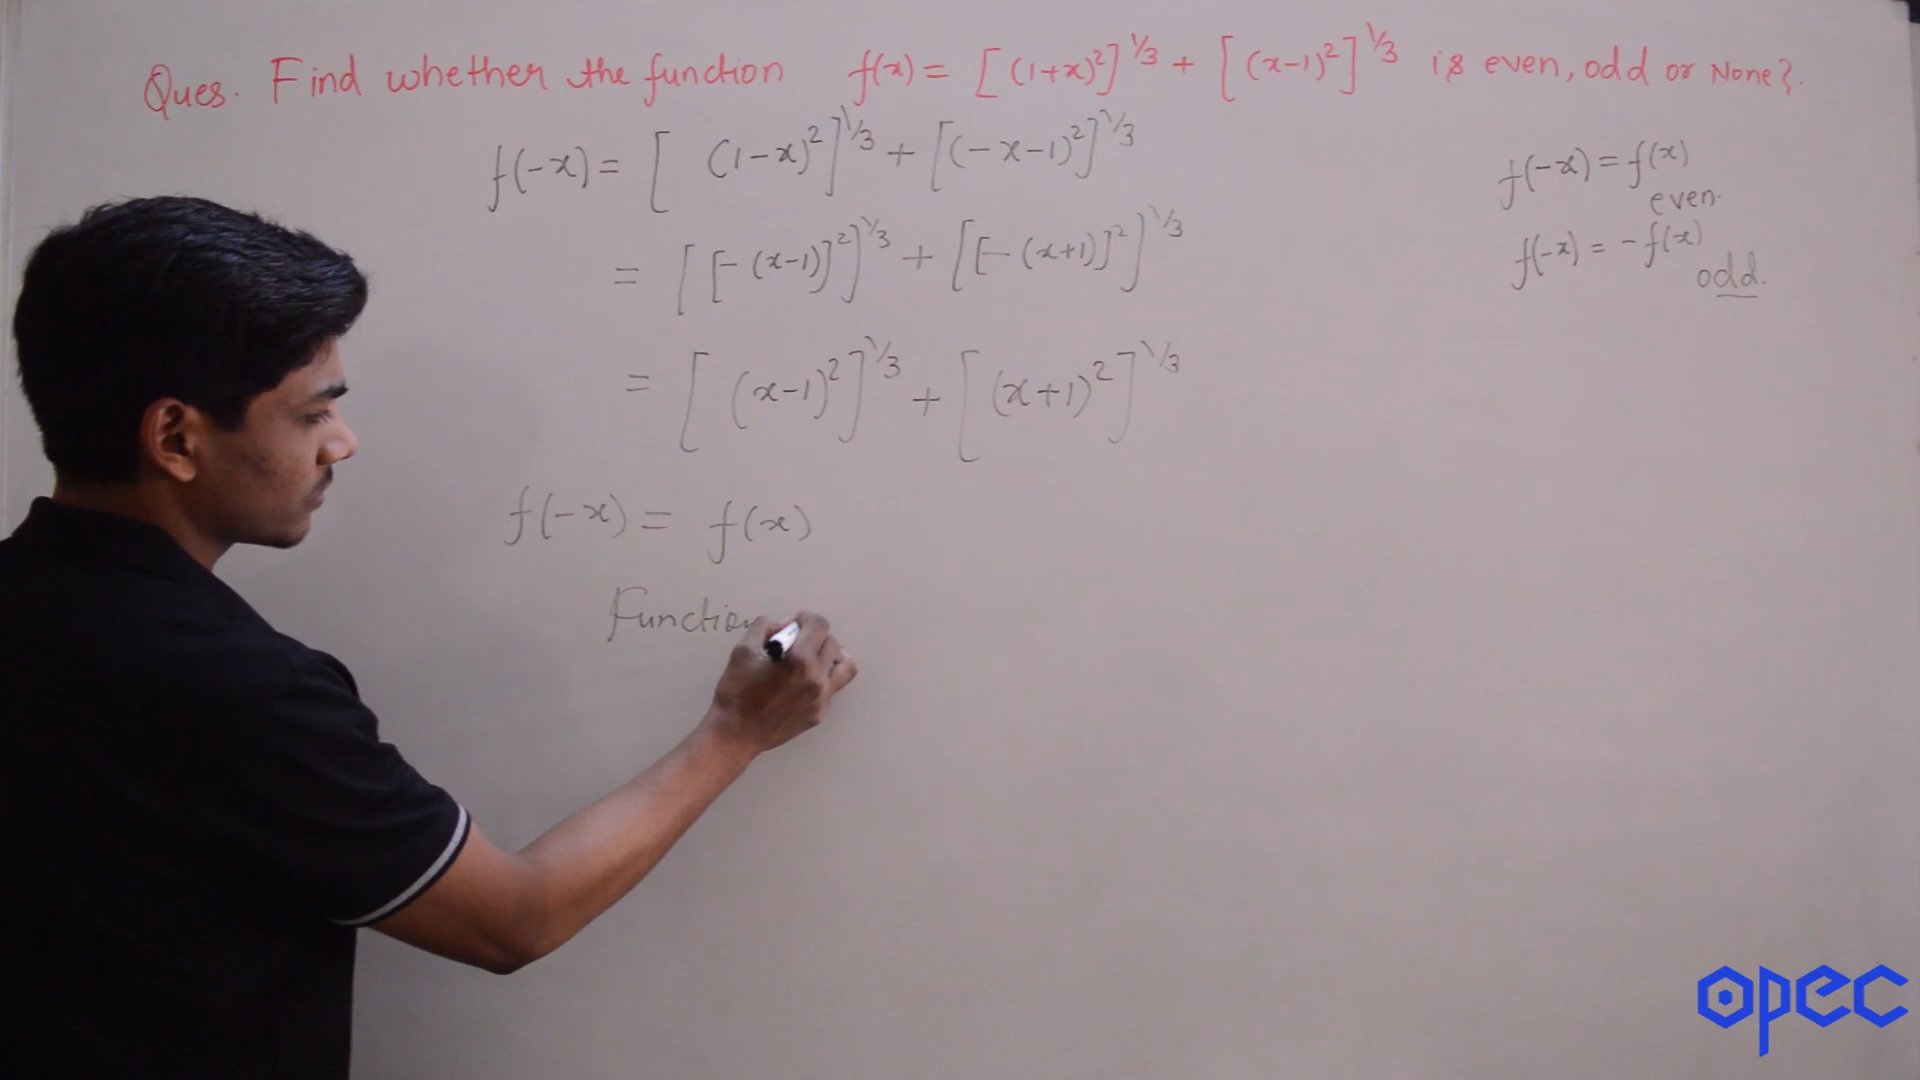 Ques. Find whether the function f(x) = [(1+x)²]^1/3 + [(x-1)²]^1/3 is even, odd or None?.
f(-x) = [ (1-x)²]^1/3 + [(-x-1)²]^1/3
= [[-(x-1)]²]^1/3 + [[-(x+1)]²]^1/3
= [(x-1)²]^1/3 + [(x+1)²]^1/3
f(-x) = f(x)
Function
f(-x) = f(x)
even.
f(-x) = -f(x)
odd.
opec